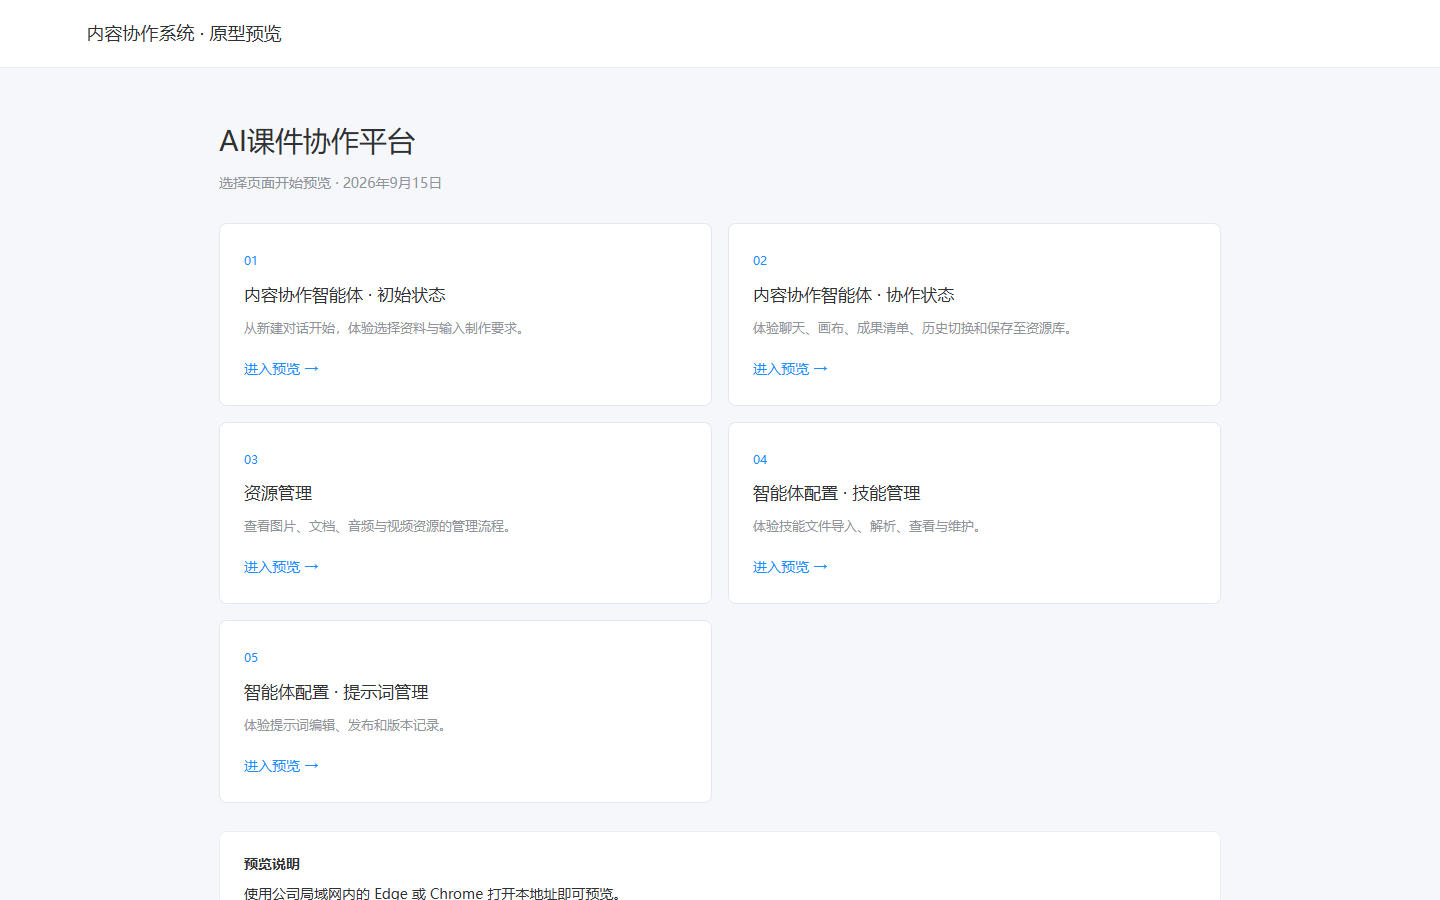 内容协作系统 · 原型预览
AI课件协作平台
选择页面开始预览 · 2026年9月15日
01
内容协作智能体 · 初始状态
从新建对话开始，体验选择资料与输入制作要求。
进入预览 →
02
内容协作智能体 · 协作状态
体验聊天、画布、成果清单、历史切换和保存至资源库。
进入预览 →
03
资源管理
查看图片、文档、音频与视频资源的管理流程。
进入预览 →
04
智能体配置 · 技能管理
体验技能文件导入、解析、查看与维护。
进入预览 →
05
智能体配置 · 提示词管理
体验提示词编辑、发布和版本记录。
进入预览 →
预览说明
使用公司局域网内的 Edge 或 Chrome 打开本地址即可预览。